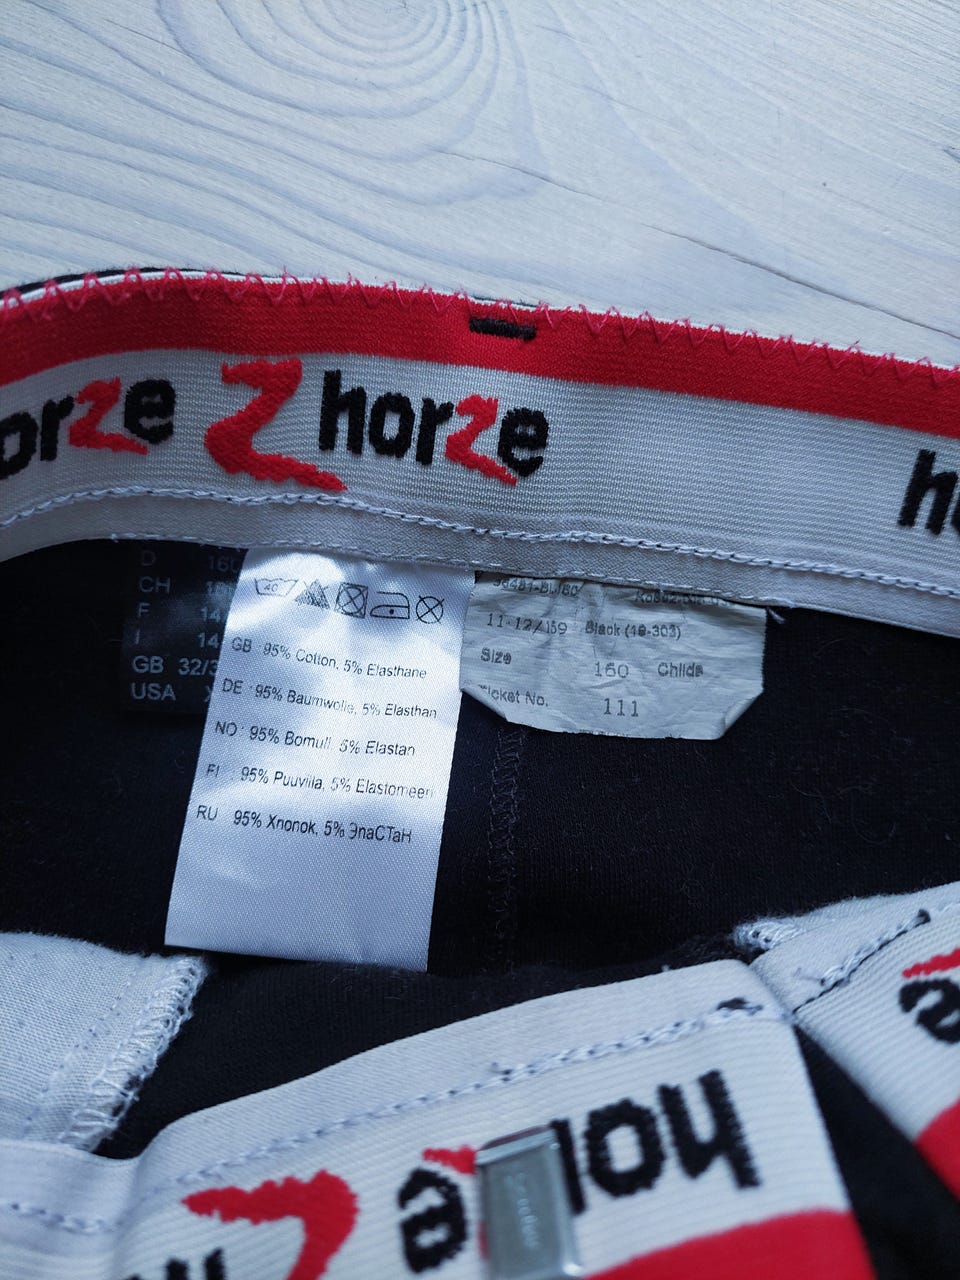 horze horze
D 160
CH
F 14
I 14
GB 32/3
USA
40
GB 95% Cotton, 5% Elasthane
DE 95% Baumwolle, 5% Elasthan
NO 95% Bomull 5% Elastan
FI 95% Puuvilla, 5% Elastomeeri
RU 95% Хлопок, 5% ЭлаСТаН
11-12/159 Black (19-303)
Size 160 Childs
Ticket No. 111
horze